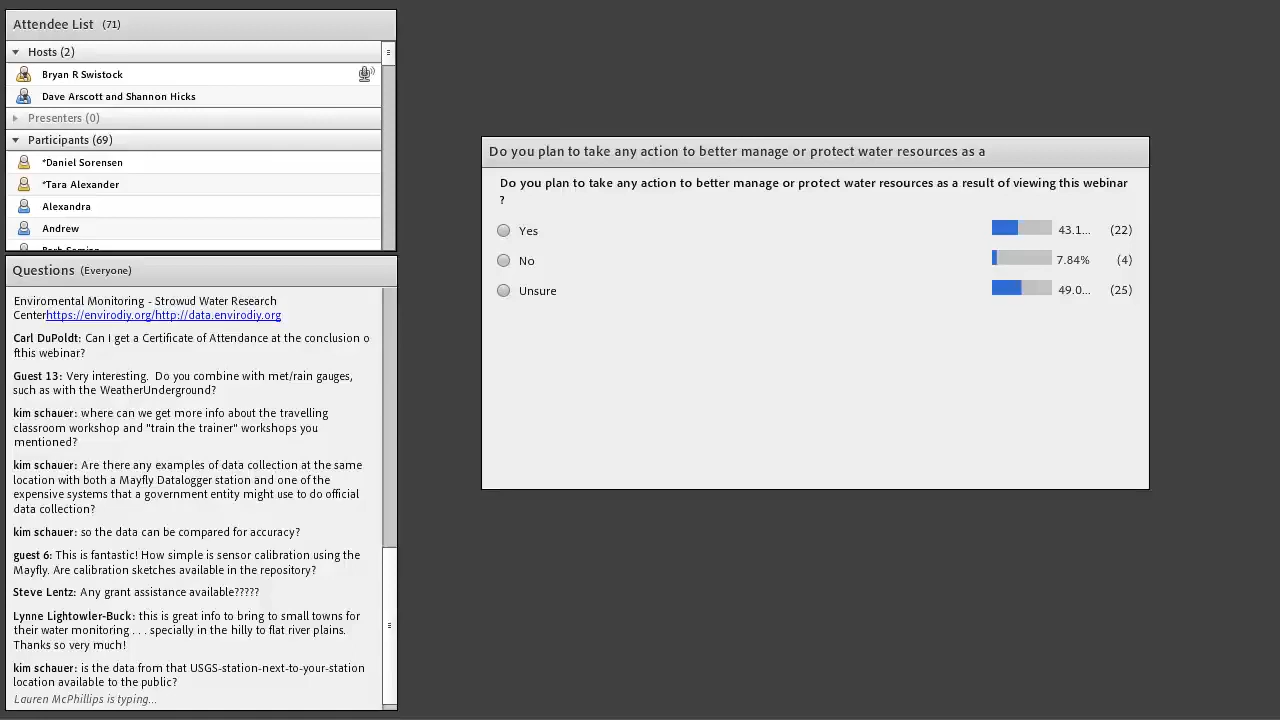 Attendee List (71)
Hosts (2)
Bryan R Swistock
Dave Arscott and Shannon Hicks
Presenters (0)
Participants (69)
*Daniel Sorensen
*Tara Alexander
Alexandra
Andrew
Questions (Everyone)
Enviromental Monitoring - Strowud Water Research
Centerhttps://envirodiy.org/http://data.envirodiy.org
Carl DuPoldt: Can I get a Certificate of Attendance at the conclusion o
fthis webinar?
Guest 13: Very interesting.  Do you combine with met/rain gauges,
such as with the WeatherUnderground?
kim schauer: where can we get more info about the travelling
classroom workshop and "train the trainer" workshops you
mentioned?
kim schauer: Are there any examples of data collection at the same
location with both a Mayfly Datalogger station and one of the
expensive systems that a government entity might use to do official
data collection?
kim schauer: so the data can be compared for accuracy?
guest 6: This is fantastic! How simple is sensor calibration using the
Mayfly. Are calibration sketches available in the repository?
Steve Lentz: Any grant assistance available?????
Lynne Lightowler-Buck: this is great info to bring to small towns for
their water monitoring . . . specially in the hilly to flat river plains.
Thanks so very much!
kim schauer: is the data from that USGS-station-next-to-your-station
location available to the public?
Lauren McPhillips is typing...
Do you plan to take any action to better manage or protect water resources as a
Do you plan to take any action to better manage or protect water resources as a result of viewing this webinar
?
Yes 43.1... (22)
No 7.84% (4)
Unsure 49.0... (25)